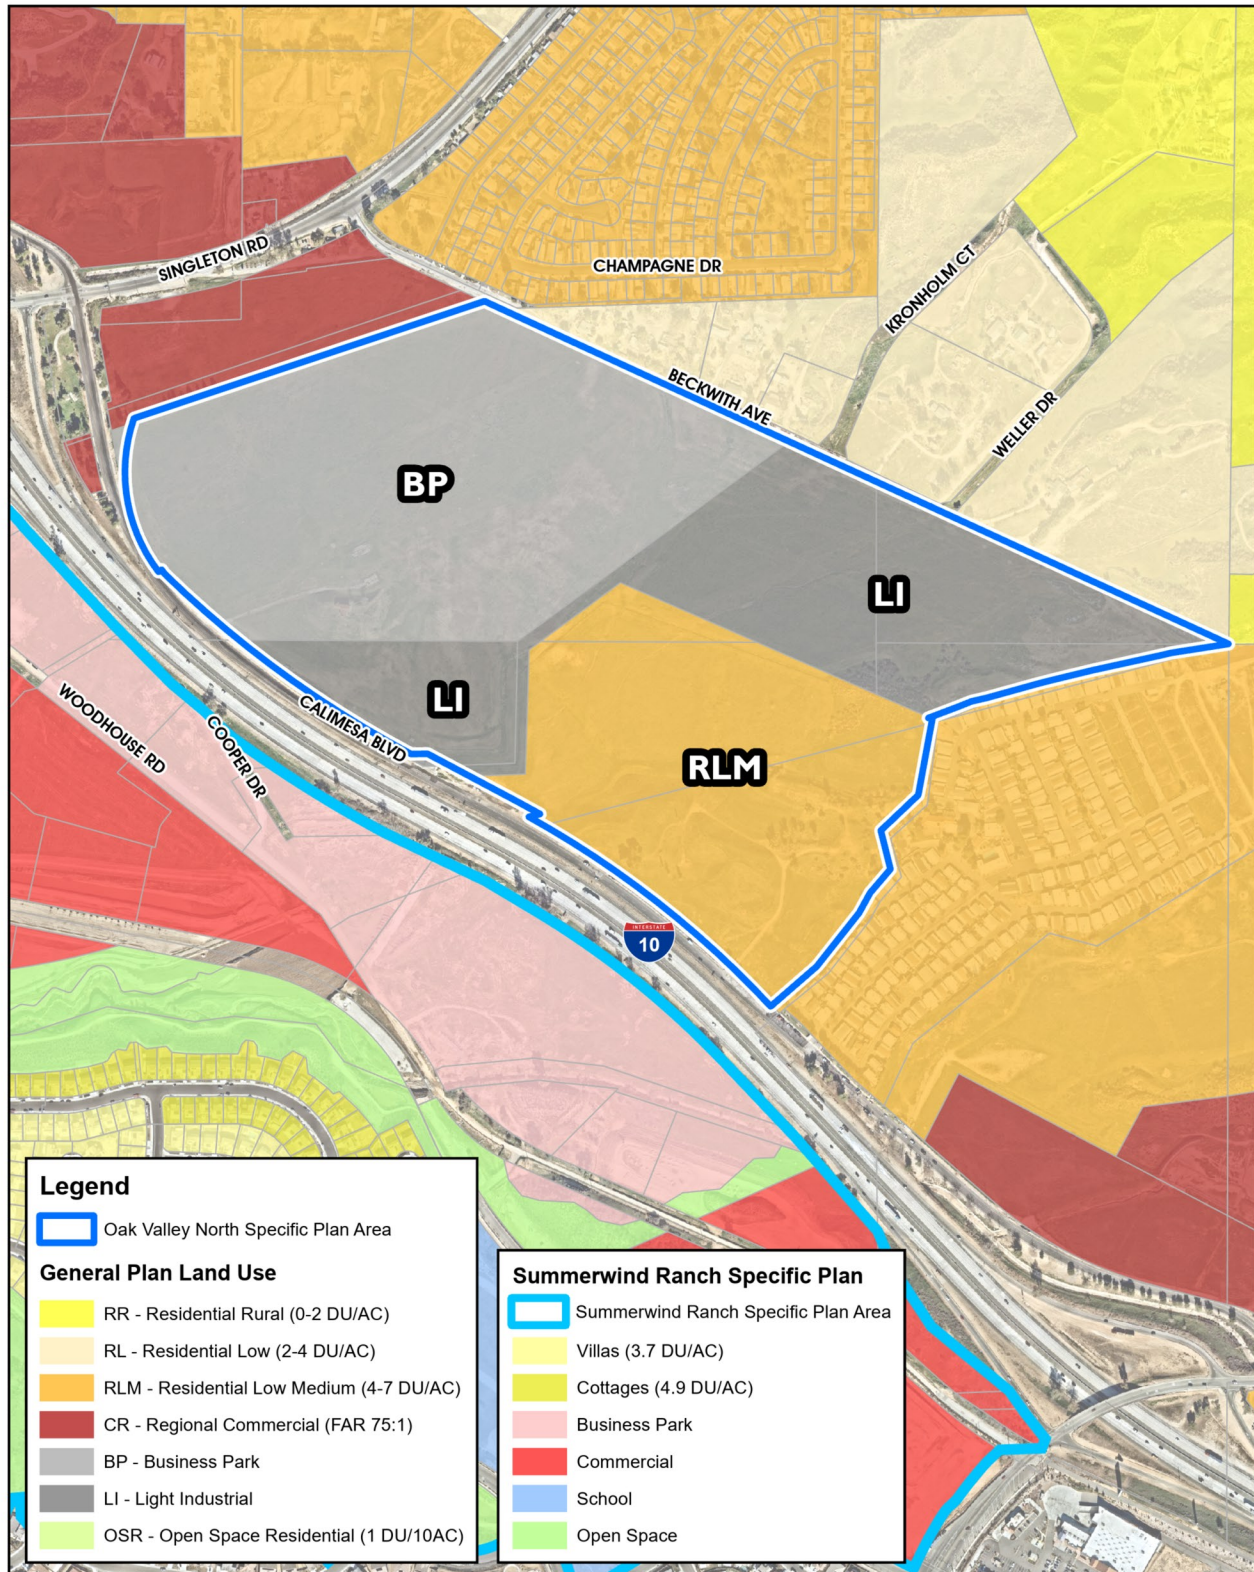 SINGLETON RD
CHAMPAGNE DR
KRONHOLM CT
BECKWITH AVE
WELLER DR
BP
LI
LI
CALIMESA BLVD
WOODHOUSE RD
COOPER DR
RLM
INTERSTATE
10
Legend
Oak Valley North Specific Plan Area
General Plan Land Use
RR - Residential Rural (0-2 DU/AC)
RL - Residential Low (2-4 DU/AC)
RLM - Residential Low Medium (4-7 DU/AC)
CR - Regional Commercial (FAR 75:1)
BP - Business Park
LI - Light Industrial
OSR - Open Space Residential (1 DU/10AC)
Summerwind Ranch Specific Plan
Summerwind Ranch Specific Plan Area
Villas (3.7 DU/AC)
Cottages (4.9 DU/AC)
Business Park
Commercial
School
Open Space